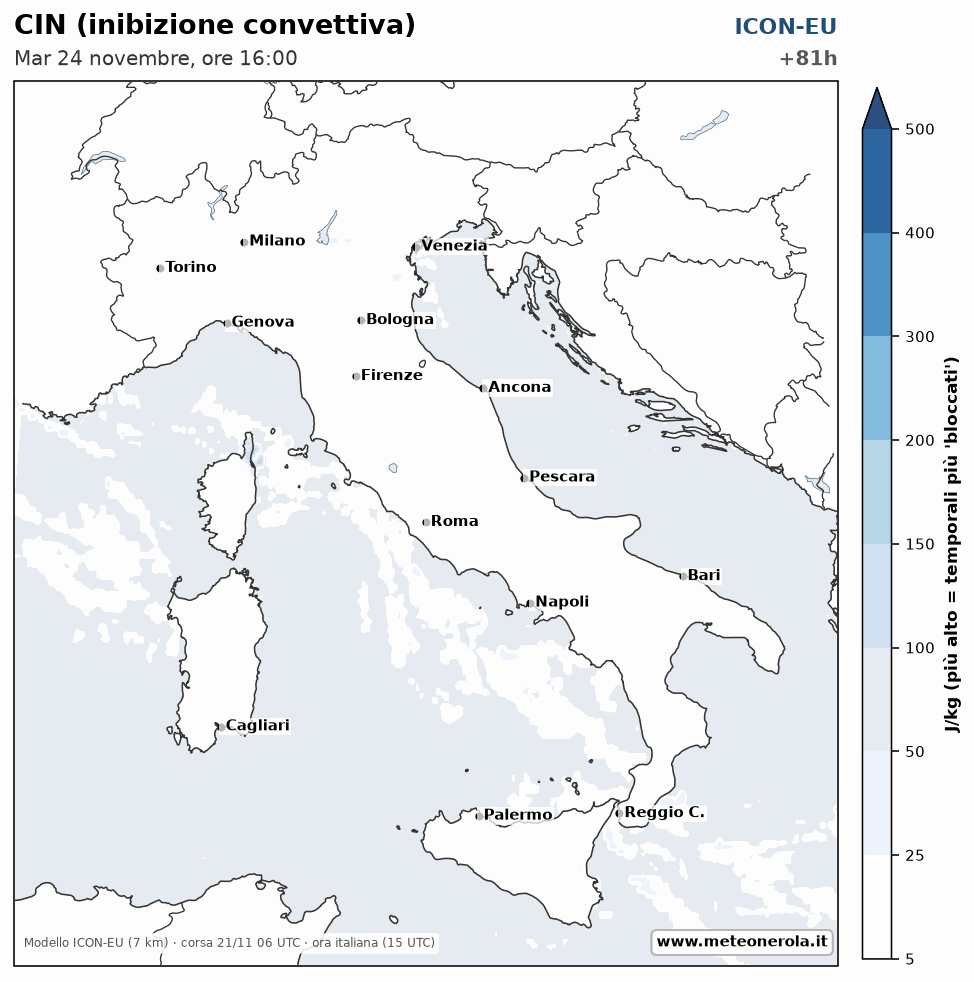 CIN (inibizione convettiva)
ICON-EU
Mar 24 novembre, ore 16:00
+81h
Milano
Venezia
Torino
Genova
Bologna
Firenze
Ancona
Pescara
Roma
Bari
Napoli
Cagliari
Palermo
Reggio C.
500
400
300
200
150
100
50
25
5
J/kg (più alto = temporali più 'bloccati')
Modello ICON-EU (7 km) · corsa 21/11 06 UTC · ora italiana (15 UTC)
www.meteonerola.it